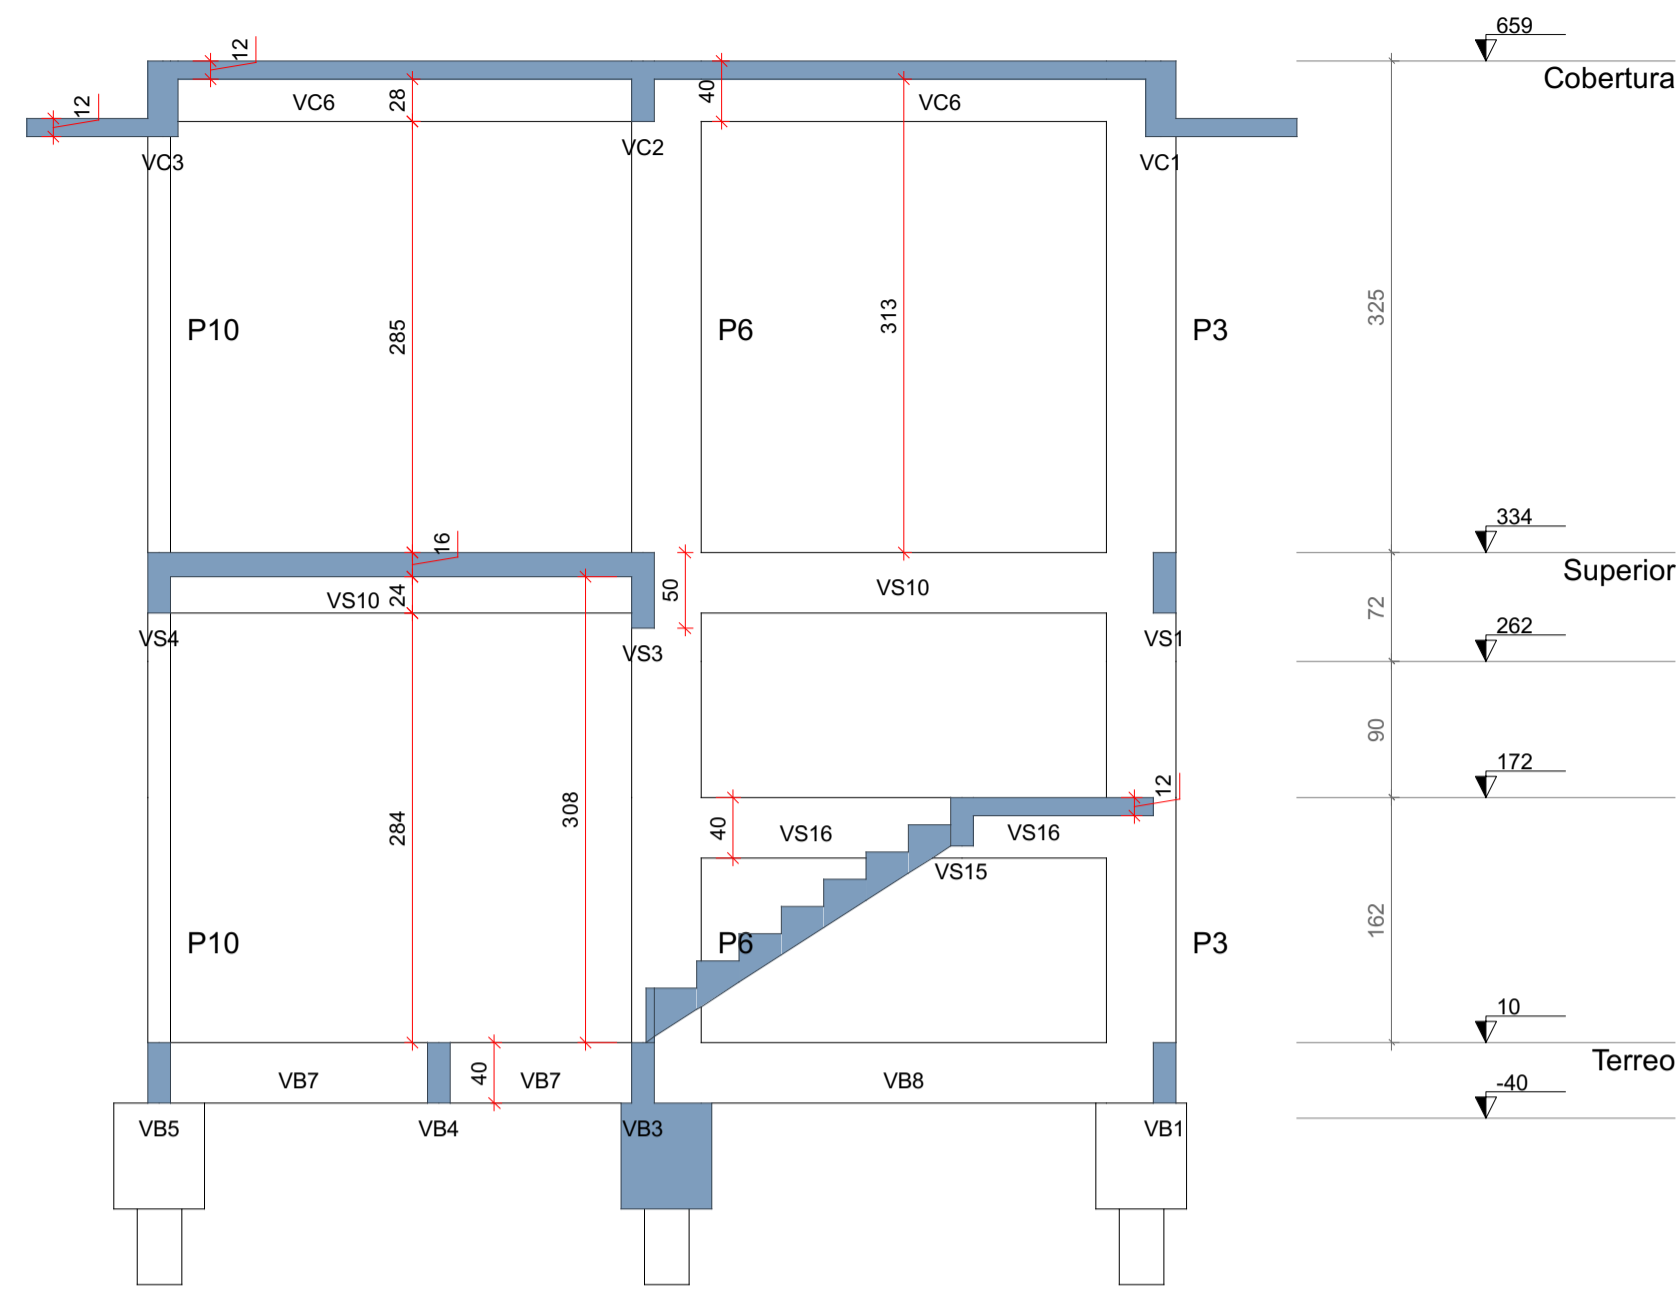 659
12
Cobertura
12
28
40
VC6
VC6
VC3
VC2
VC1
P10
285
P6
313
P3
325
334
16
Superior
VS10
24
50
VS10
72
VS4
VS3
VS1
262
90
172
12
284
308
40
VS16
VS16
VS15
162
P10
P6
P3
10
Terreo
VB7
40
VB7
VB8
-40
VB5
VB4
VB3
VB1